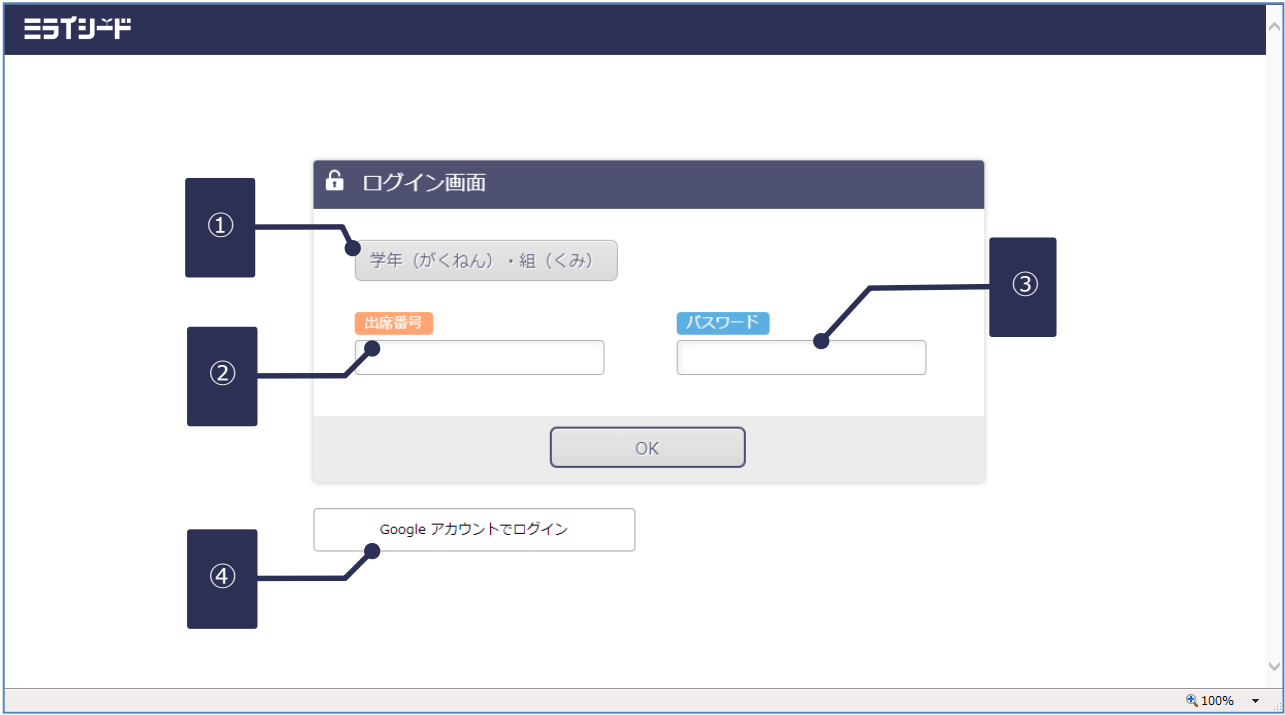 ミライシード
ログイン画面
①
学年（がくねん）・組（くみ）
③
出席番号
パスワード
②
OK
Google アカウントでログイン
④
100%